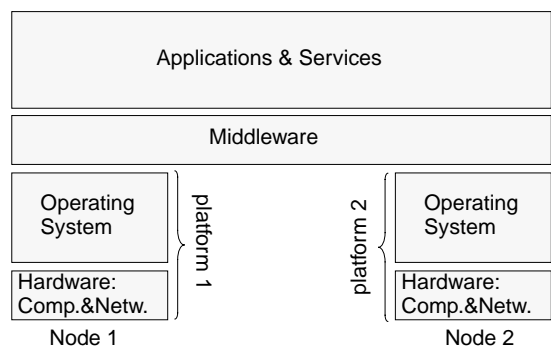 Applications & Services
Middleware
Operating
System
platform 1
platform 2
Operating
System
Hardware:
Comp.&Netw.
Hardware:
Comp.&Netw.
Node 1
Node 2